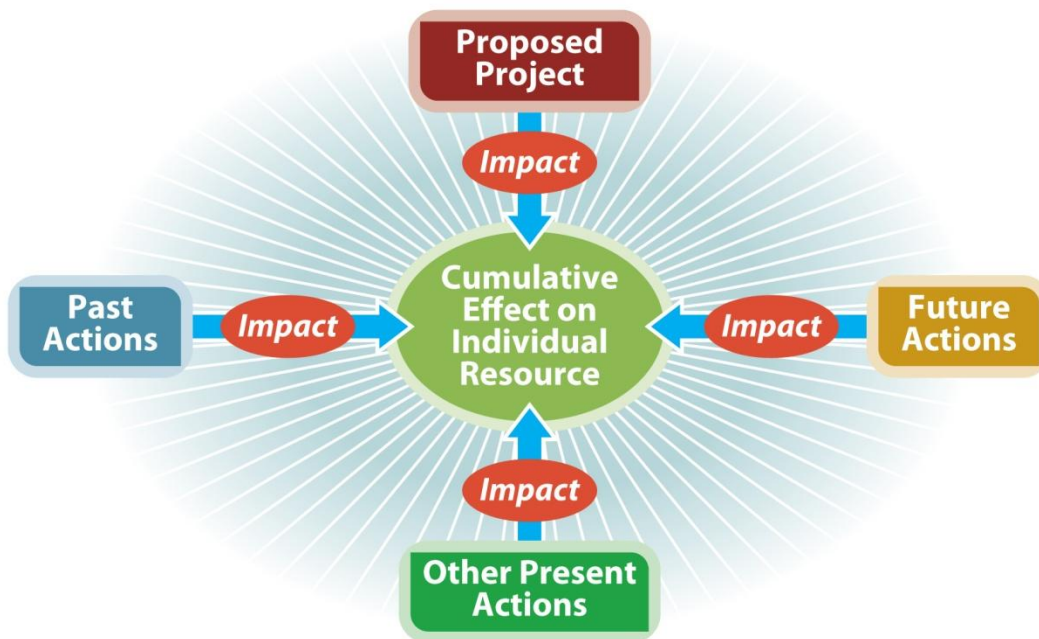 Proposed
Project
Impact
Past
Actions
Impact
Cumulative
Effect on
Individual
Resource
Impact
Future
Actions
Impact
Other Present
Actions